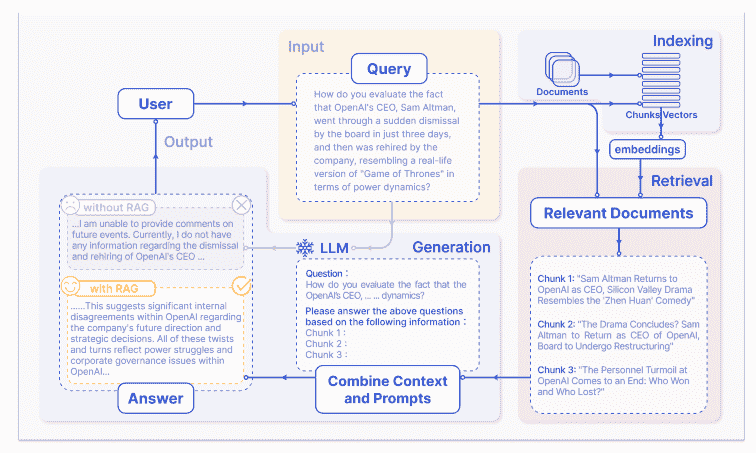 Input
Query
How do you evaluate the fact
that OpenAI's CEO, Sam Altman,
went through a sudden dismissal
by the board in just three days,
and then was rehired by the
company, resembling a real-life
version of "Game of Thrones" in
terms of power dynamics?
Indexing
Documents
Chunks Vectors
embeddings
User
Output
Retrieval
Relevant Documents
Chunk 1: "Sam Altman Returns to
OpenAI as CEO, Silicon Valley Drama
Resembles the 'Zhen Huan' Comedy"
Chunk 2: "The Drama Concludes? Sam
Altman to Return as CEO of OpenAI,
Board to Undergo Restructuring"
Chunk 3: "The Personnel Turmoil at
OpenAI Comes to an End: Who Won
and Who Lost?"
without RAG
...I am unable to provide comments on
future events. Currently, I do not have
any information regarding the dismissal
and rehiring of OpenAI's CEO ...
with RAG
......This suggests significant internal
disagreements within OpenAI regarding
the company's future direction and
strategic decisions. All of these twists
and turns reflect power struggles and
corporate governance issues within
OpenAI...
Answer
LLM
Generation
Question :
How do you evaluate the fact that the
OpenAI's CEO, ... ... dynamics?
Please answer the above questions
based on the following information :
Chunk 1 :
Chunk 2 :
Chunk 3 :
Combine Context
and Prompts